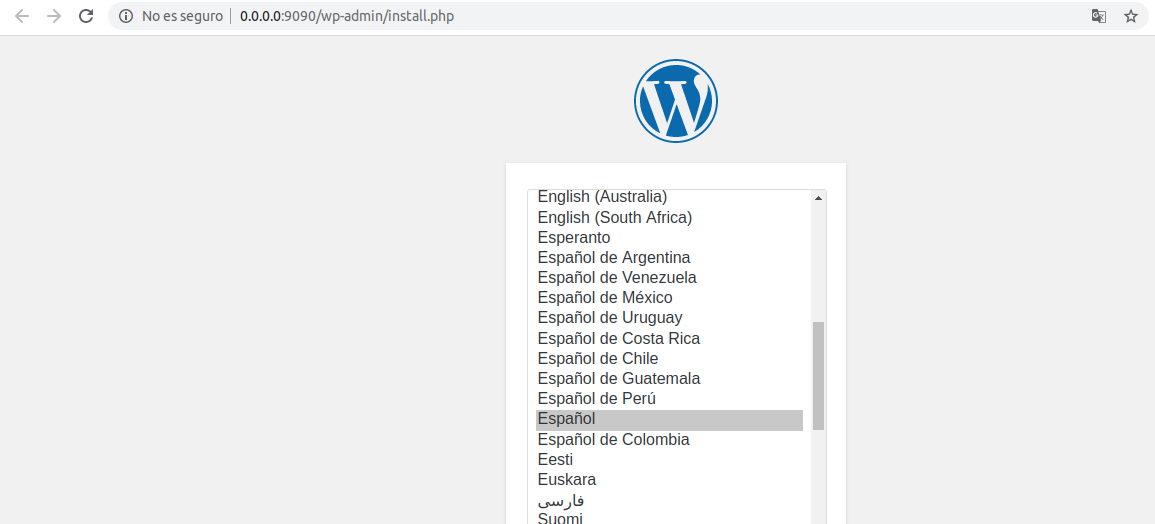 No es seguro | 0.0.0.0:9090/wp-admin/install.php
W
English (Australia)
English (South Africa)
Esperanto
Español de Argentina
Español de Venezuela
Español de México
Español de Uruguay
Español de Costa Rica
Español de Chile
Español de Guatemala
Español de Perú
Español
Español de Colombia
Eesti
Euskara
فارسی
Suomi